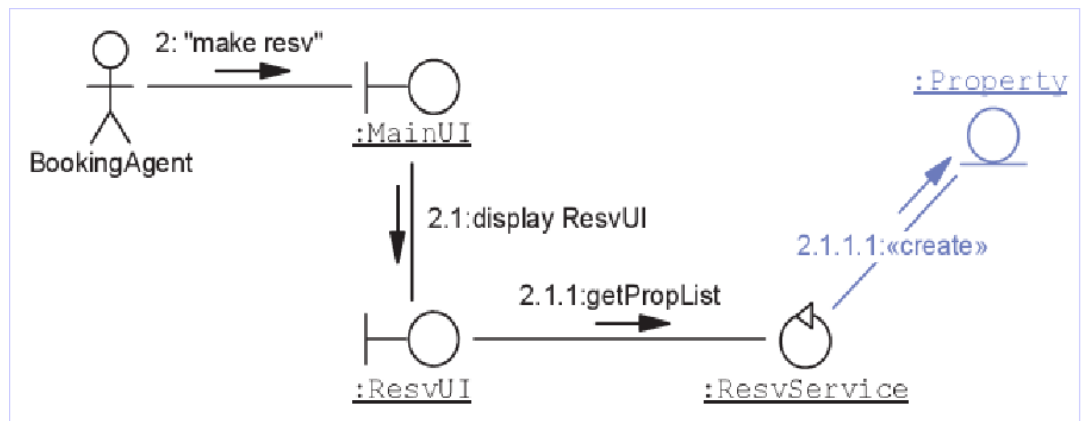 2: "make resv"
:Property
:MainUI
BookingAgent
2.1:display ResvUI
2.1.1.1:«create»
2.1.1:getPropList
:ResvUI
:ResvService